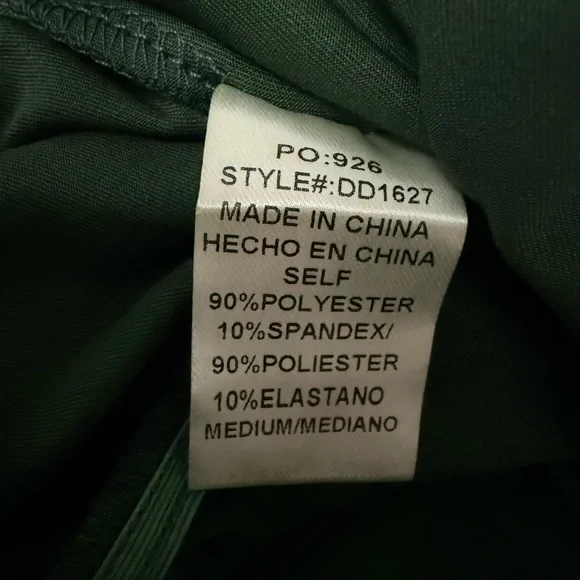 PO:926
STYLE#:DD1627
MADE IN CHINA
HECHO EN CHINA
SELF
90%POLYESTER
10%SPANDEX/
90%POLIESTER
10%ELASTANO
MEDIUM/MEDIANO